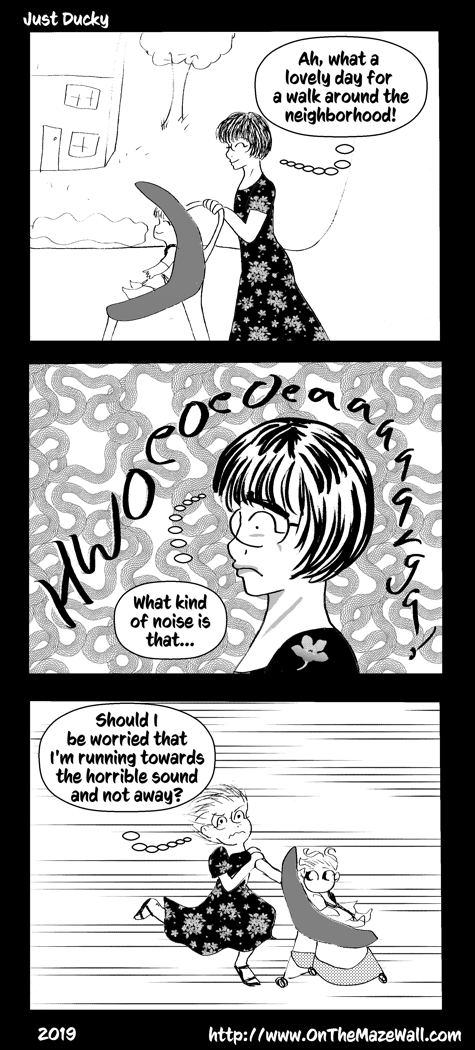 Just Ducky
Ah, what a
lovely day for
a walk around the
neighborhood!
What kind
of noise is
that...
Should I
be worried that
I'm running towards
the horrible sound
and not away?
2019
http://www.OnTheMazeWall.com